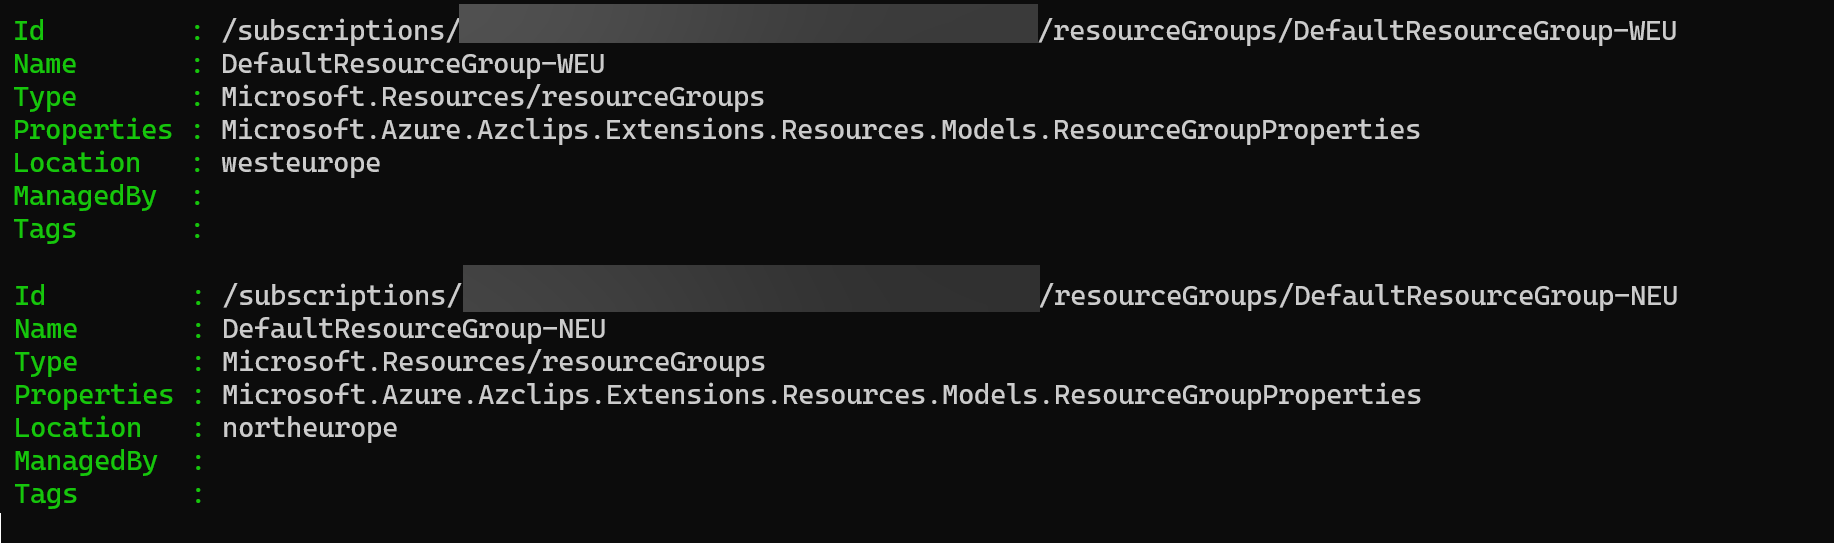 Id         : /subscriptions/ /resourceGroups/DefaultResourceGroup-WEU
Name       : DefaultResourceGroup-WEU
Type       : Microsoft.Resources/resourceGroups
Properties : Microsoft.Azure.Azclips.Extensions.Resources.Models.ResourceGroupProperties
Location   : westeurope
ManagedBy  :
Tags       :

Id         : /subscriptions/ /resourceGroups/DefaultResourceGroup-NEU
Name       : DefaultResourceGroup-NEU
Type       : Microsoft.Resources/resourceGroups
Properties : Microsoft.Azure.Azclips.Extensions.Resources.Models.ResourceGroupProperties
Location   : northeurope
ManagedBy  :
Tags       :